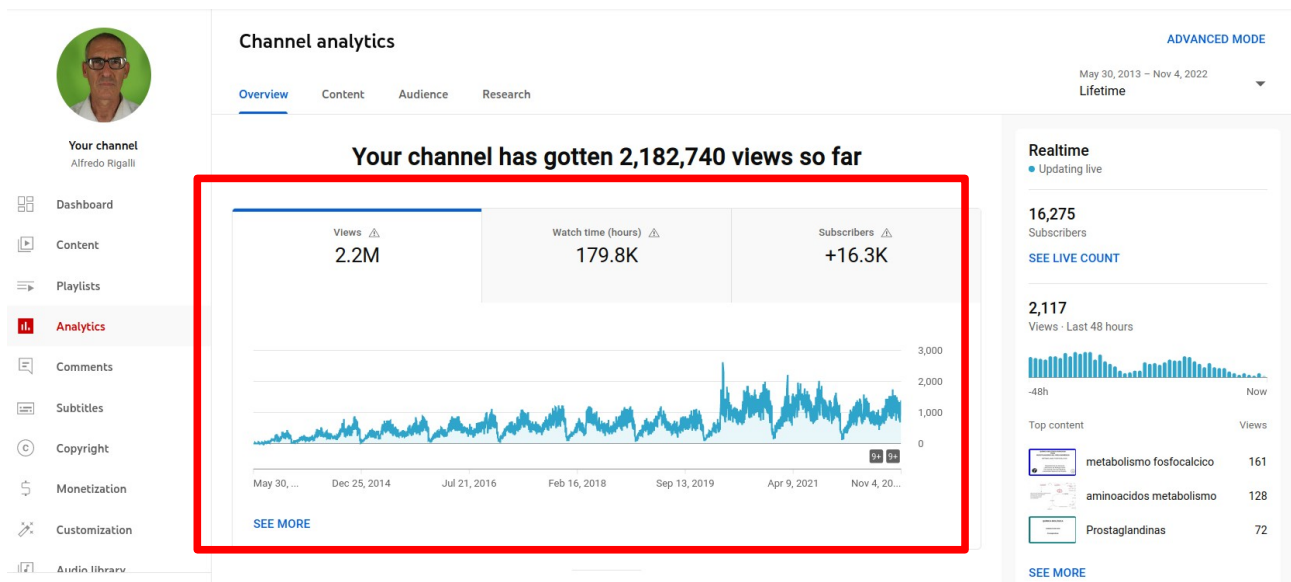 Channel analytics
ADVANCED MODE
May 30, 2013 – Nov 4, 2022
Lifetime
Overview
Content
Audience
Research
Your channel
Alfredo Rigalli
Dashboard
Content
Playlists
Analytics
Comments
Subtitles
Copyright
Monetization
Customization
Audio library
Your channel has gotten 2,182,740 views so far
Views
2.2M
Watch time (hours)
179.8K
Subscribers
+16.3K
3,000
2,000
1,000
0
9+ 9+
May 30, ...
Dec 25, 2014
Jul 21, 2016
Feb 16, 2018
Sep 13, 2019
Apr 9, 2021
Nov 4, 20...
SEE MORE
Realtime
Updating live
16,275
Subscribers
SEE LIVE COUNT
2,117
Views · Last 48 hours
-48h
Now
Top content
Views
metabolismo fosfocalcico 161
aminoacidos metabolismo 128
Prostaglandinas 72
SEE MORE